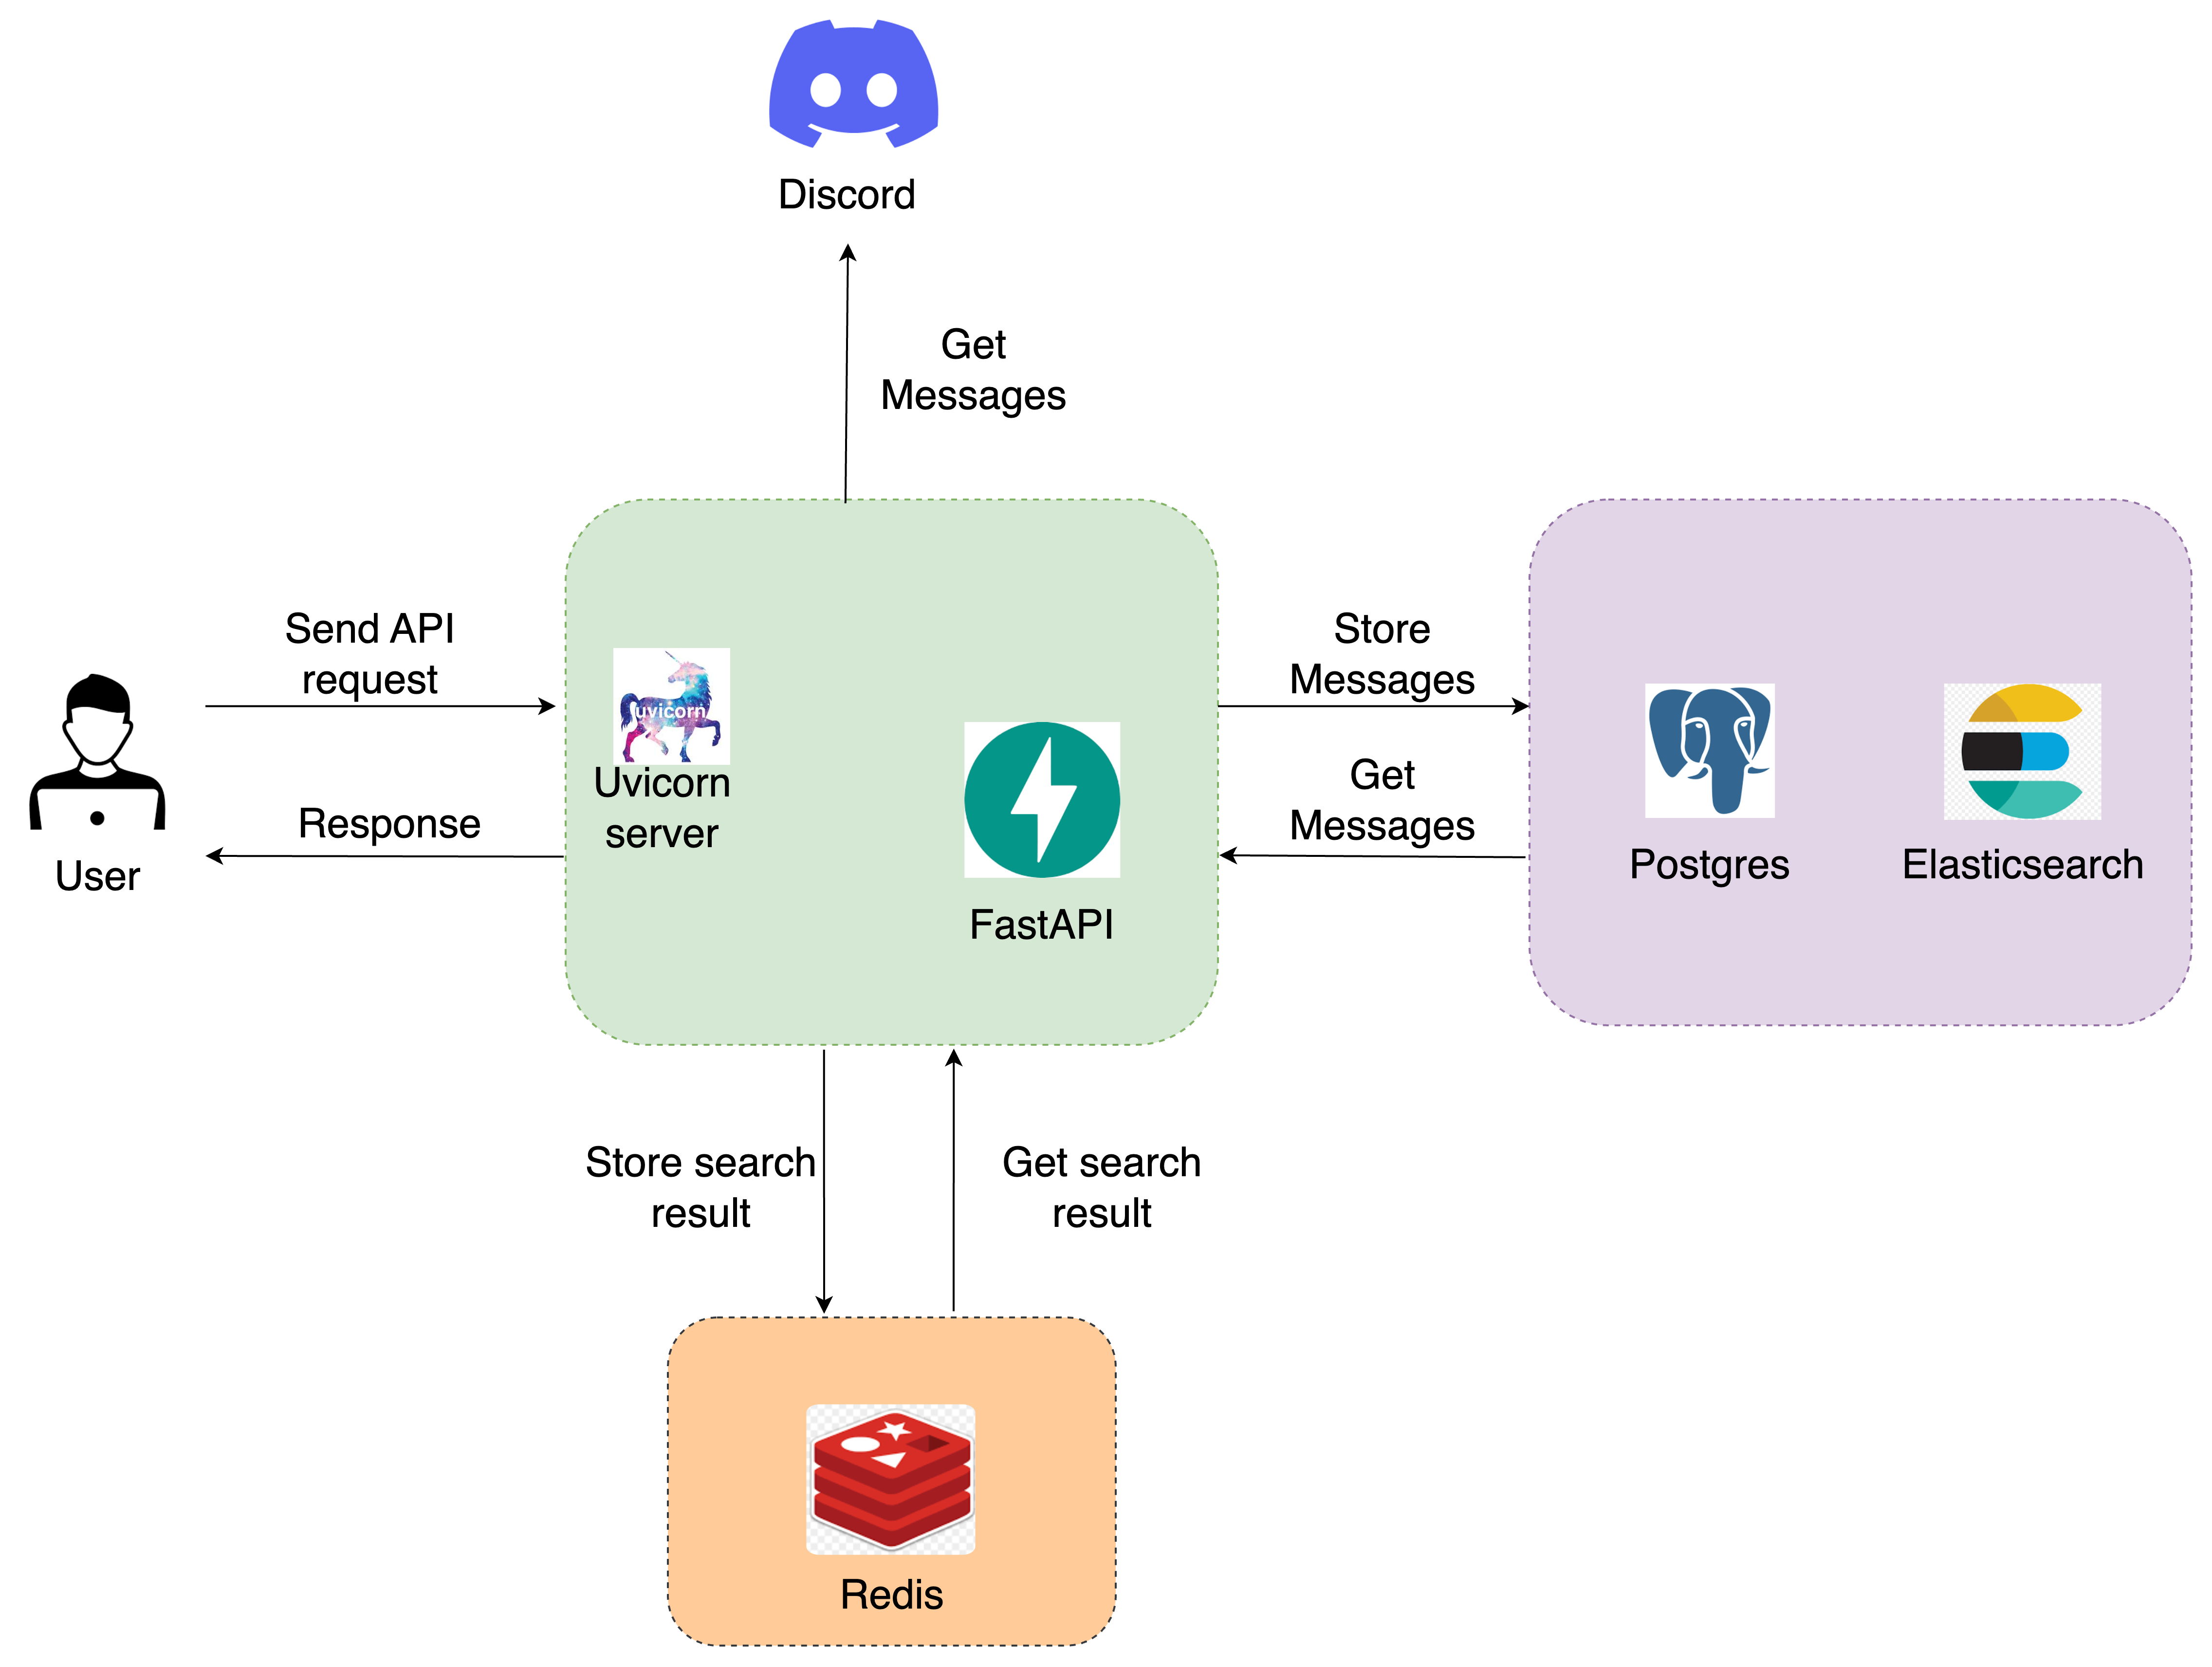 Discord
Get
Messages
Send API
request
Store
Messages
uvicorn
Uvicorn
server
Get
Messages
Response
User
FastAPI
Postgres
Elasticsearch
Store search
result
Get search
result
Redis